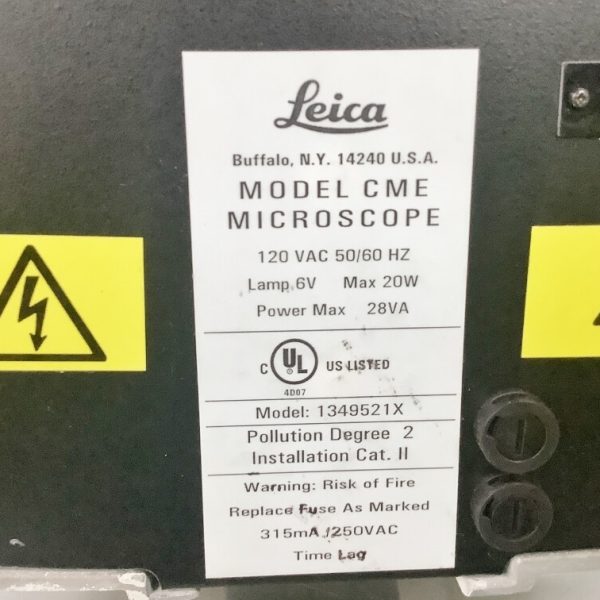 Leica
Buffalo, N.Y. 14240 U.S.A.
MODEL CME
MICROSCOPE
120 VAC 50/60 HZ
Lamp 6V Max 20W
Power Max 28VA
C UL US LISTED
4D07
Model: 1349521X
Pollution Degree 2
Installation Cat. II
Warning: Risk of Fire
Replace Fuse As Marked
315mA /250VAC
Time Lag